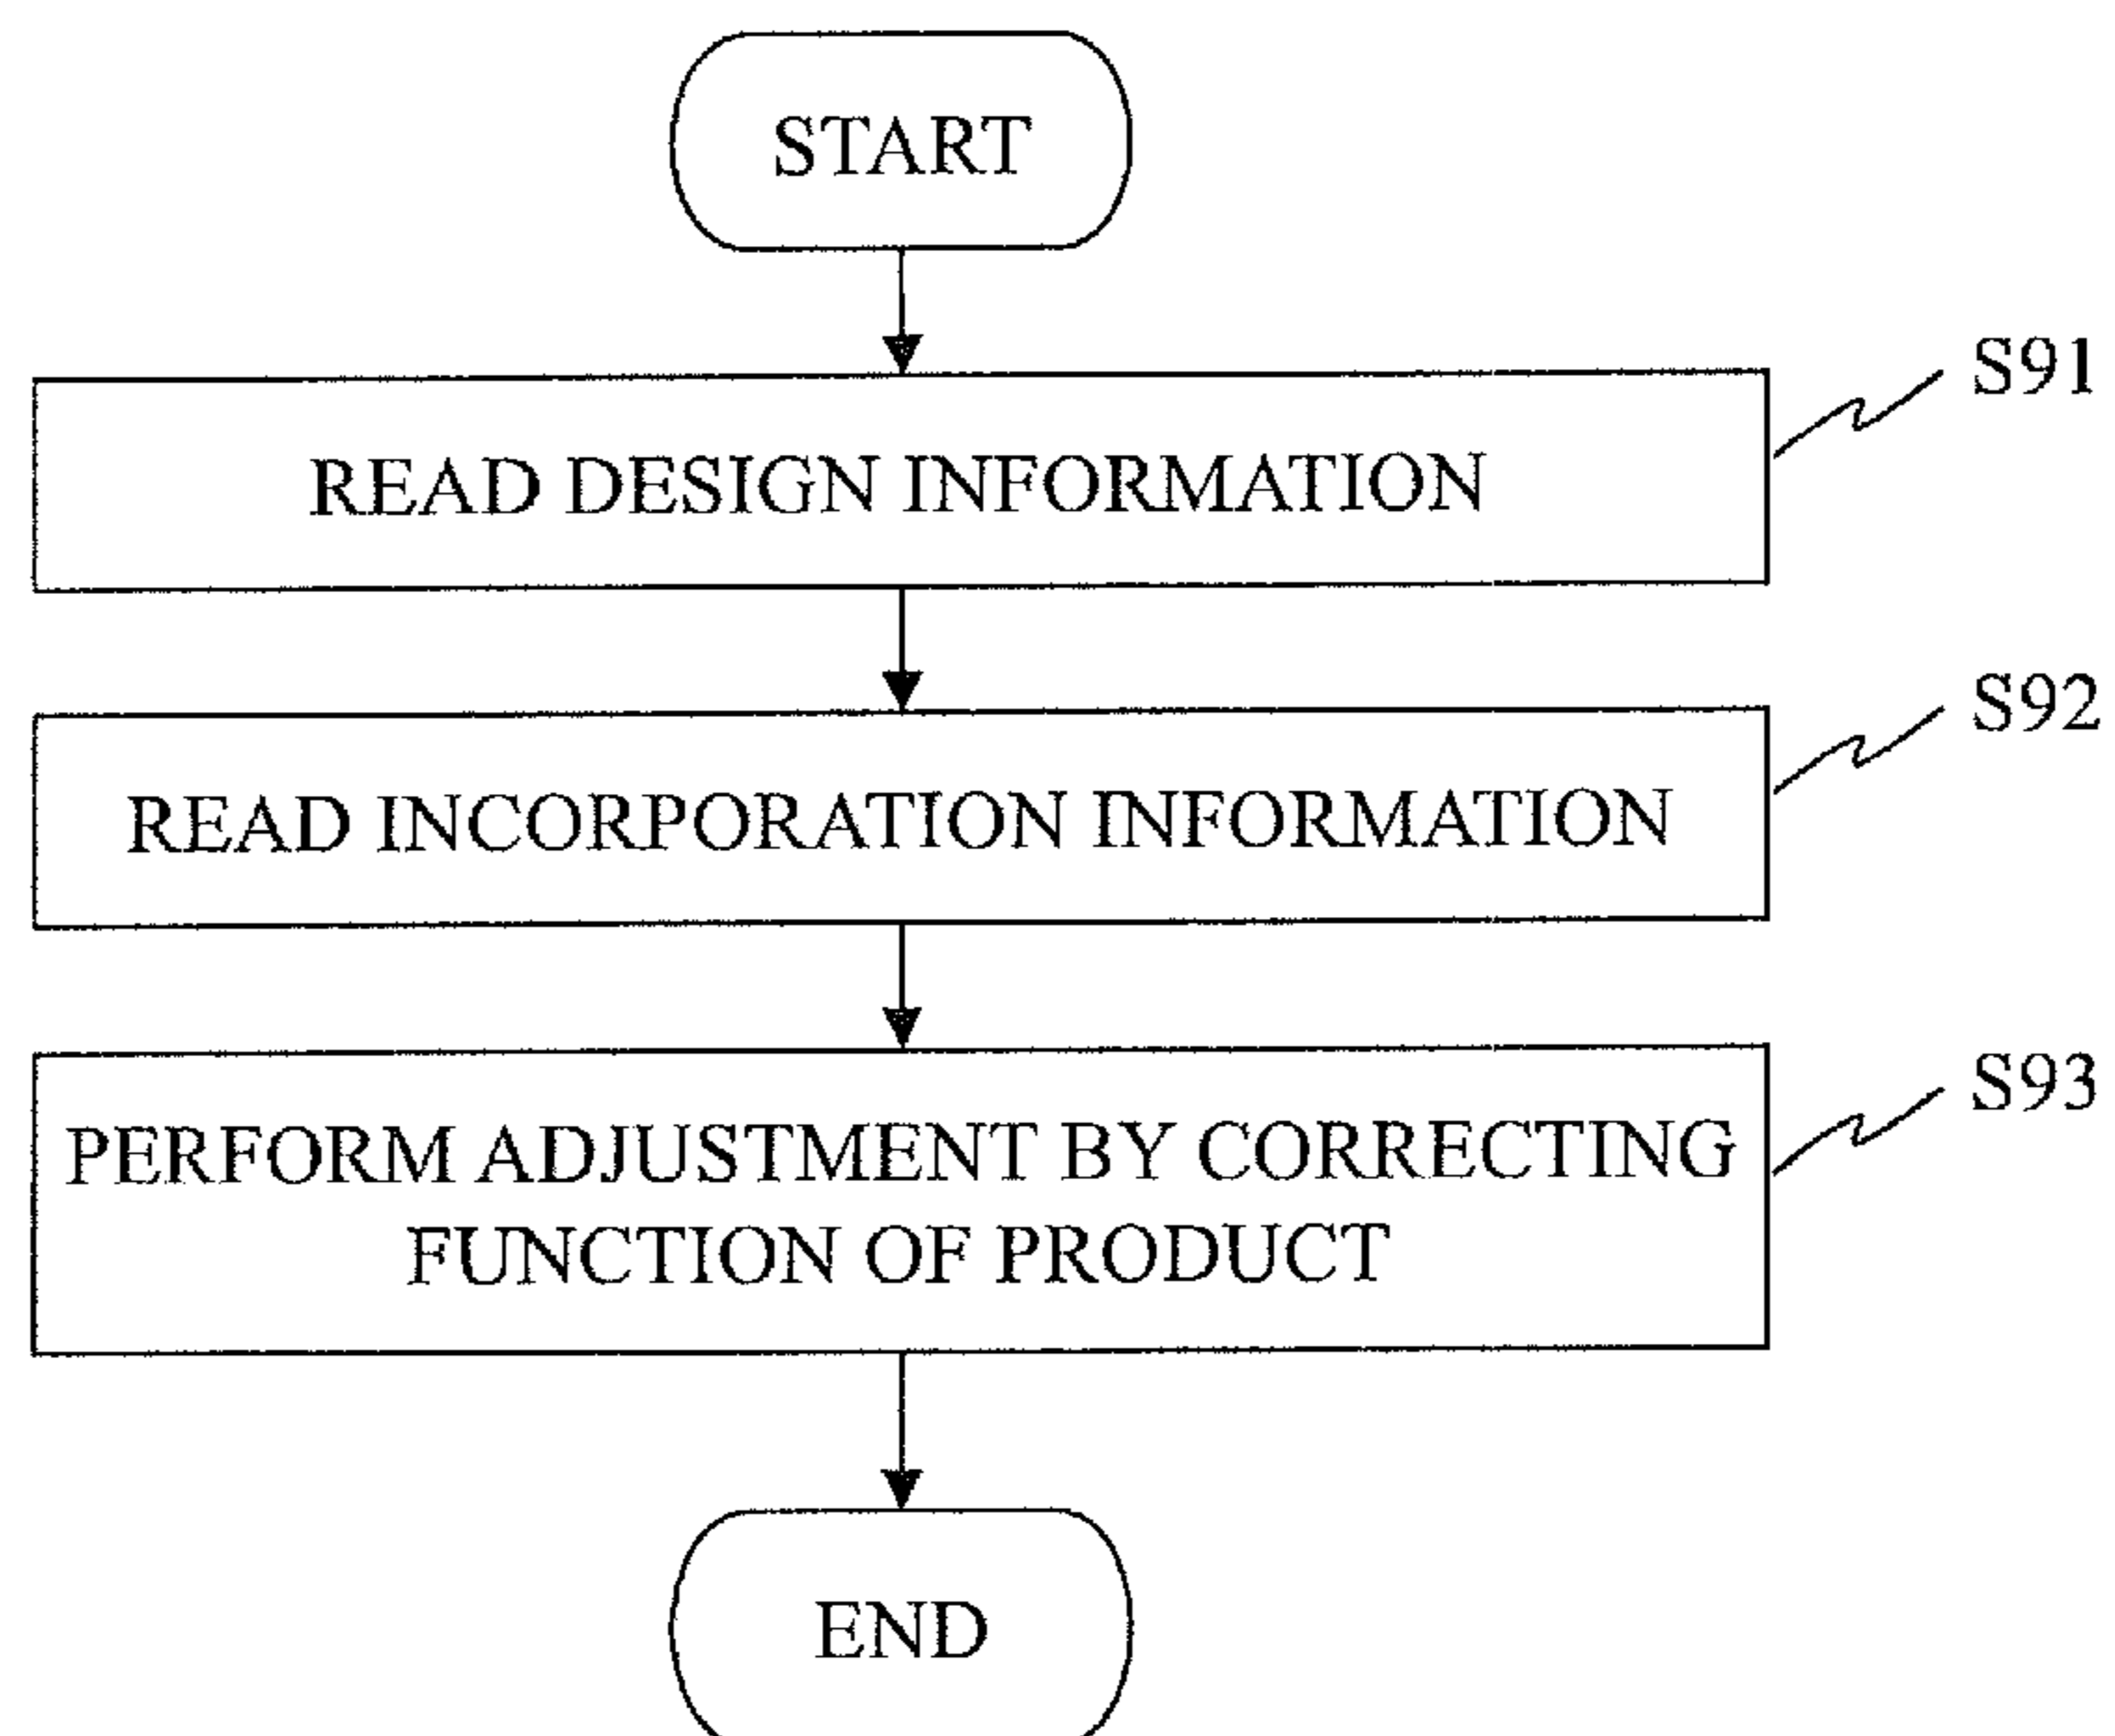 START
S91
READ DESIGN INFORMATION
S92
READ INCORPORATION INFORMATION
S93
PERFORM ADJUSTMENT BY CORRECTING
FUNCTION OF PRODUCT
END